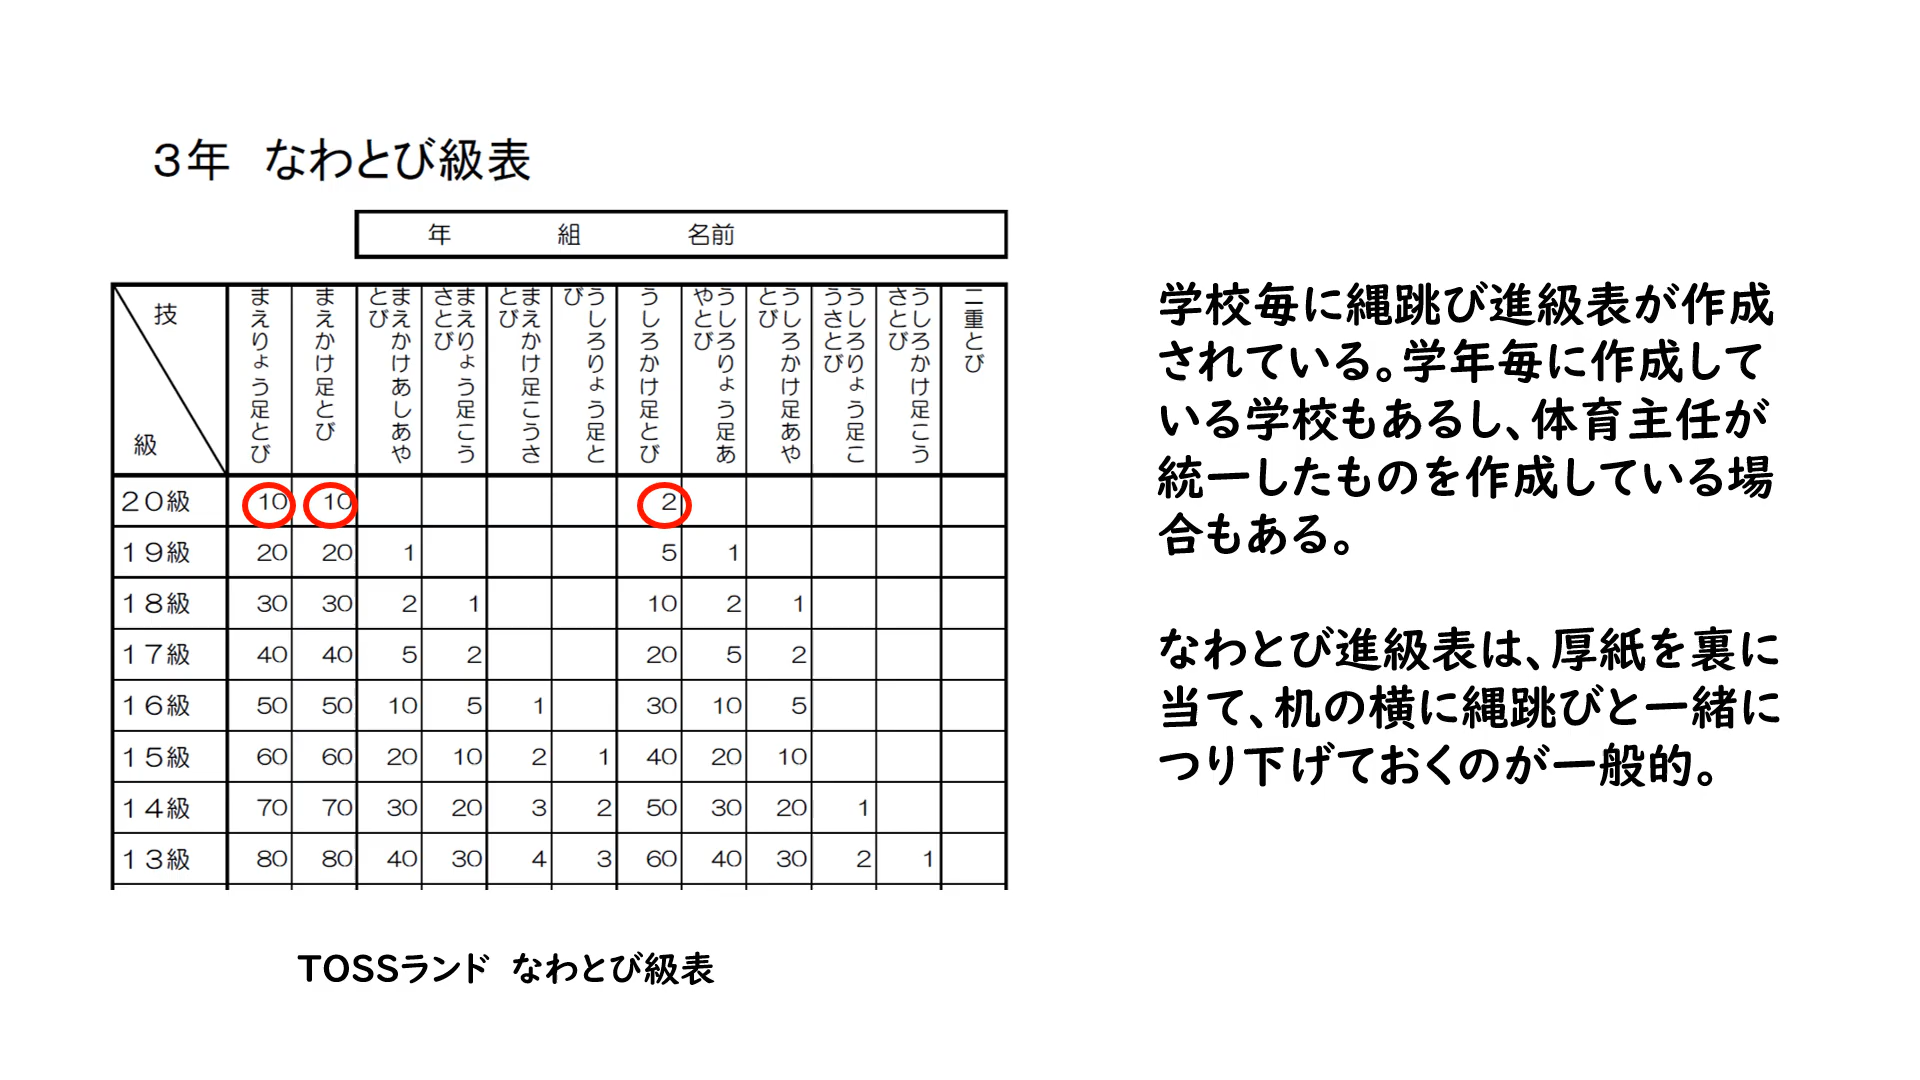 ３年　なわとび級表
年　組　名前
技
級
まえりょう足とび
まえかけ足とび
まえかけあしあや
とび
まえりょう足こう
さとび
まえかけ足こうさ
とび
うしろりょう足と
び
うしろかけ足とび
うしろりょう足あ
やとび
うしろかけ足あや
とび
うしろりょう足こ
うさとび
うしろかけ足こう
さとび
二重とび
２０級 10 10 2
１９級 20 20 1 5 1
１８級 30 30 2 1 10 2 1
１７級 40 40 5 2 20 5 2
１６級 50 50 10 5 1 30 10 5
１５級 60 60 20 10 2 1 40 20 10
１４級 70 70 30 20 3 2 50 30 20 1
１３級 80 80 40 30 4 3 60 40 30 2 1
TOSSランド　なわとび級表
学校毎に縄跳び進級表が作成
されている。学年毎に作成して
いる学校もあるし、体育主任が
統一したものを作成している場
合もある。
なわとび進級表は、厚紙を裏に
当て、机の横に縄跳びと一緒に
つり下げておくのが一般的。